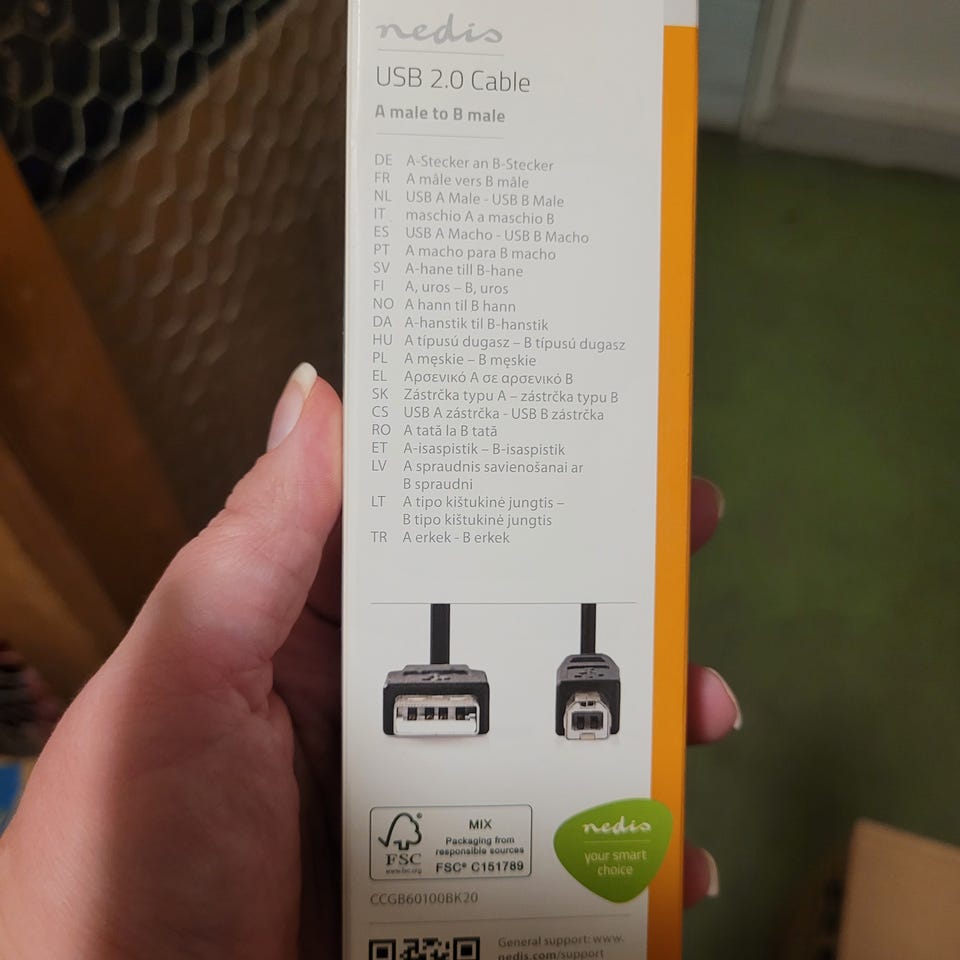 nedis
USB 2.0 Cable
A male to B male
DE A-Stecker an B-Stecker
FR A mâle vers B mâle
NL USB A Male - USB B Male
IT maschio A a maschio B
ES USB A Macho - USB B Macho
PT A macho para B macho
SV A-hane till B-hane
FI A, uros – B, uros
NO A hann til B hann
DA A-hanstik til B-hanstik
HU A típusú dugasz – B típusú dugasz
PL A męskie – B męskie
EL Αρσενικό A σε αρσενικό B
SK Zástrčka typu A – zástrčka typu B
CS USB A zástrčka - USB B zástrčka
RO A tată la B tată
ET A-isaspistik – B-isaspistik
LV A spraudnis savienošanai ar
B spraudni
LT A tipo kištukinė jungtis –
B tipo kištukinė jungtis
TR A erkek - B erkek
FSC
www.fsc.org
MIX
Packaging from
responsible sources
FSC® C151789
nedis
your smart
choice
CCGB60100BK20
General support: www.
nedis.com/support